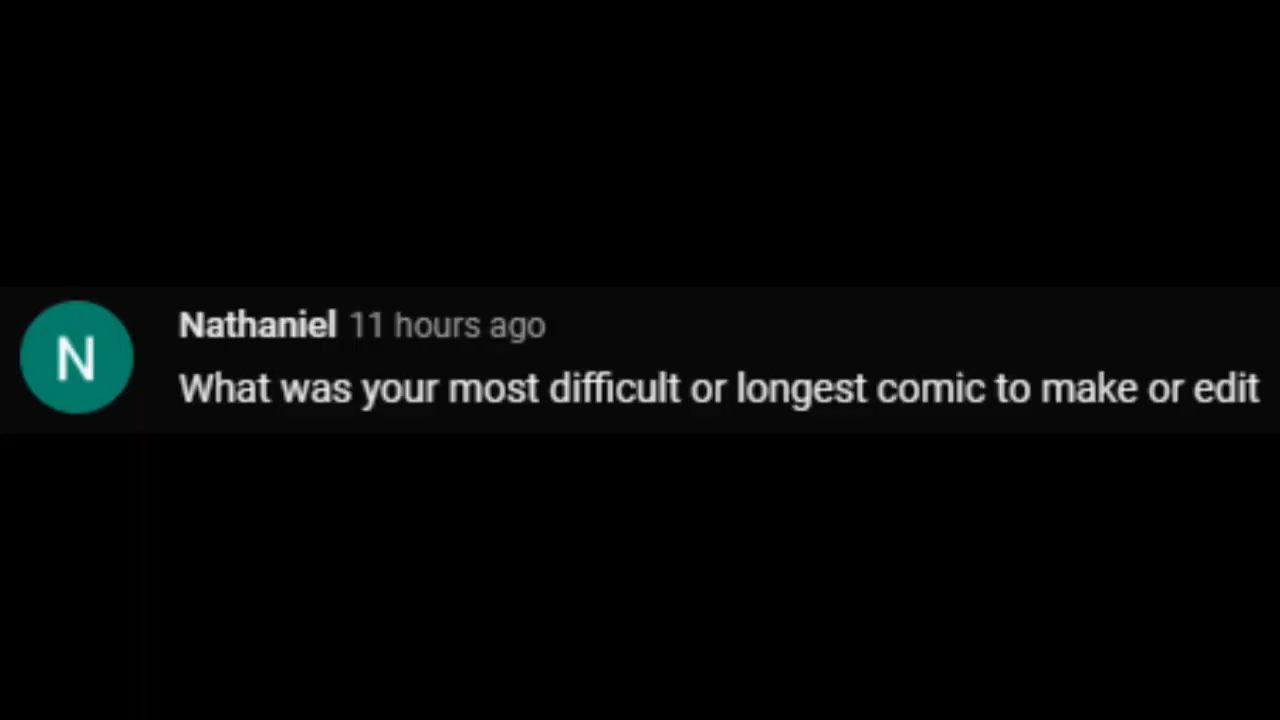 N
Nathaniel 11 hours ago
What was your most difficult or longest comic to make or edit